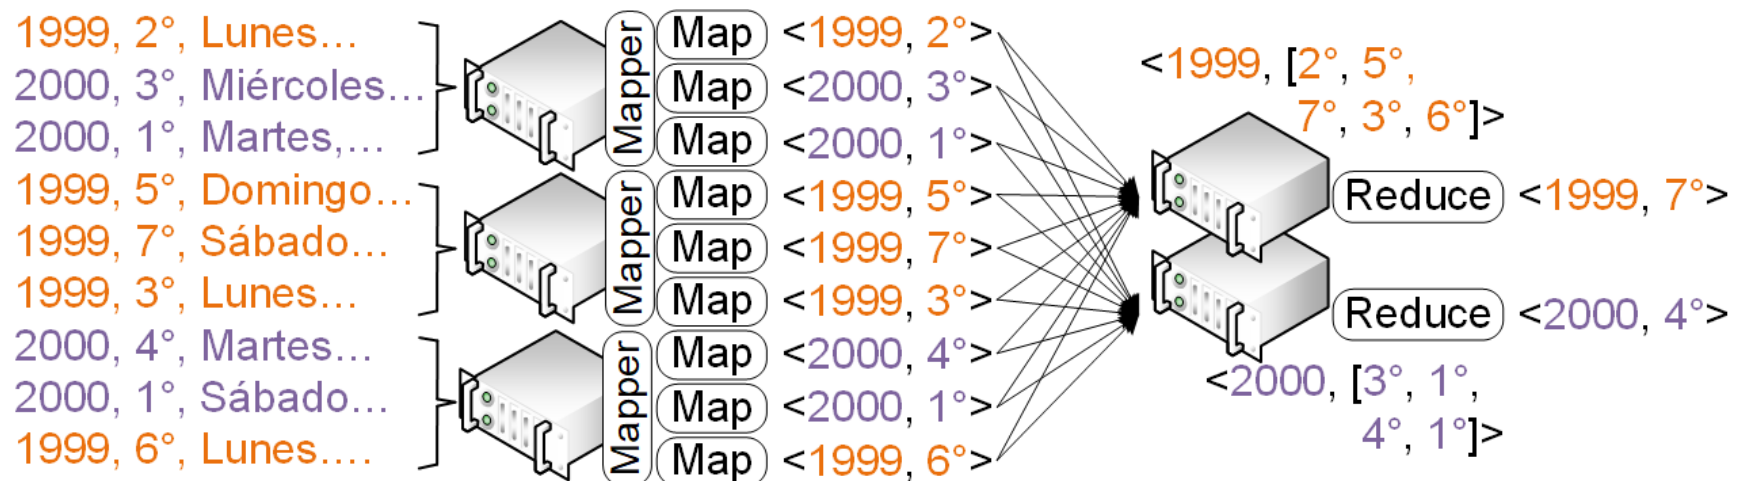 1999, 2°, Lunes...
2000, 3°, Miércoles...
2000, 1°, Martes,...
1999, 5°, Domingo...
1999, 7°, Sábado...
1999, 3°, Lunes...
2000, 4°, Martes...
2000, 1°, Sábado...
1999, 6°, Lunes....
Mapper
Mapper
Mapper
Map <1999, 2°>
Map <2000, 3°>
Map <2000, 1°>
Map <1999, 5°>
Map <1999, 7°>
Map <1999, 3°>
Map <2000, 4°>
Map <2000, 1°>
Map <1999, 6°>
<1999, [2°, 5°,
7°, 3°, 6°]>
Reduce <1999, 7°>
Reduce <2000, 4°>
<2000, [3°, 1°,
4°, 1°]>